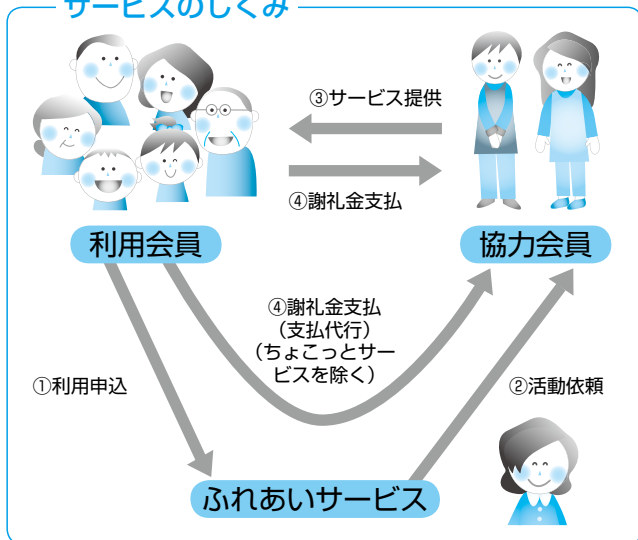 サービスのしくみ
③サービス提供
④謝礼金支払
利用会員
協力会員
④謝礼金支払
（支払代行）
（ちょこっとサー
ビスを除く）
①利用申込
②活動依頼
ふれあいサービス